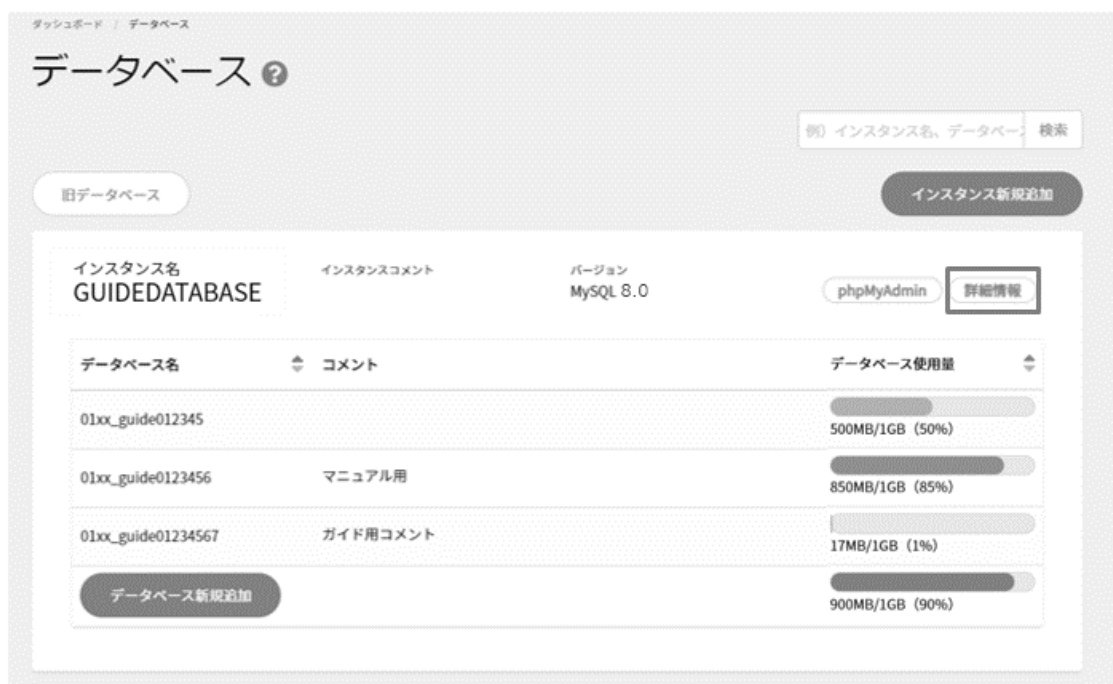 ダッシュボード / データベース
データベース ?
例）インスタンス名、データベース 検索
旧データベース インスタンス新規追加
インスタンス名 インスタンスコメント バージョン
GUIDEDATABASE MySQL 8.0 phpMyAdmin 詳細情報
データベース名 コメント データベース使用量
01xx_guide012345
500MB/1GB（50%）
01xx_guide0123456 マニュアル用
850MB/1GB（85%）
01xx_guide01234567 ガイド用コメント
17MB/1GB（1%）
データベース新規追加
900MB/1GB（90%）